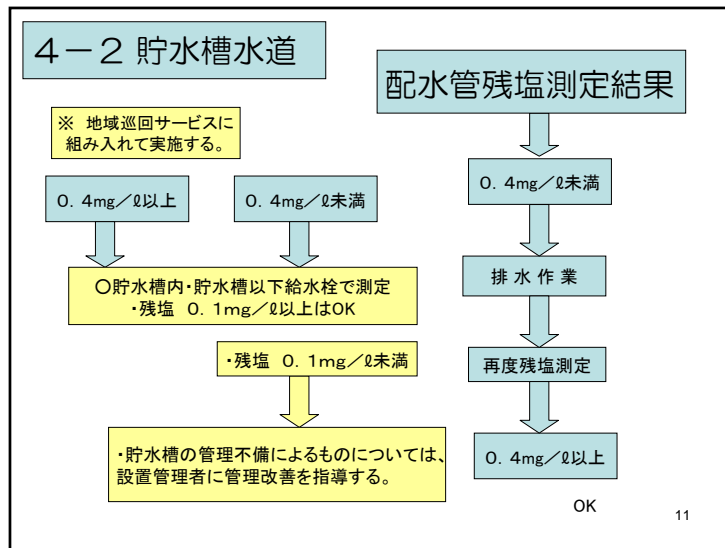 ４－２ 貯水槽水道
※ 地域巡回サービスに
組み入れて実施する。
０．４mg／ℓ以上
０．４mg／ℓ未満
○貯水槽内・貯水槽以下給水栓で測定
・残塩 ０．１mg／ℓ以上はOK
・残塩 ０．１mg／ℓ未満
・貯水槽の管理不備によるものについては、
設置管理者に管理改善を指導する。
配水管残塩測定結果
０．４mg／ℓ未満
排 水 作 業
再度残塩測定
０．４mg／ℓ以上
OK
11